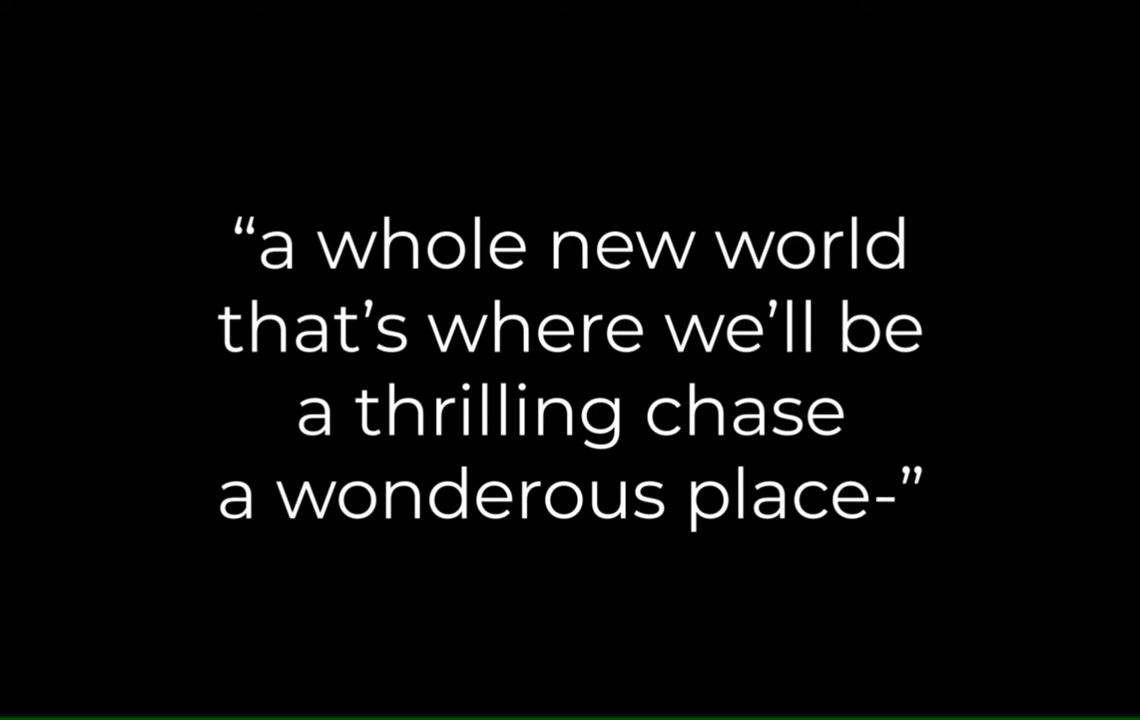 “a whole new world
that’s where we’ll be
a thrilling chase
a wonderous place-”